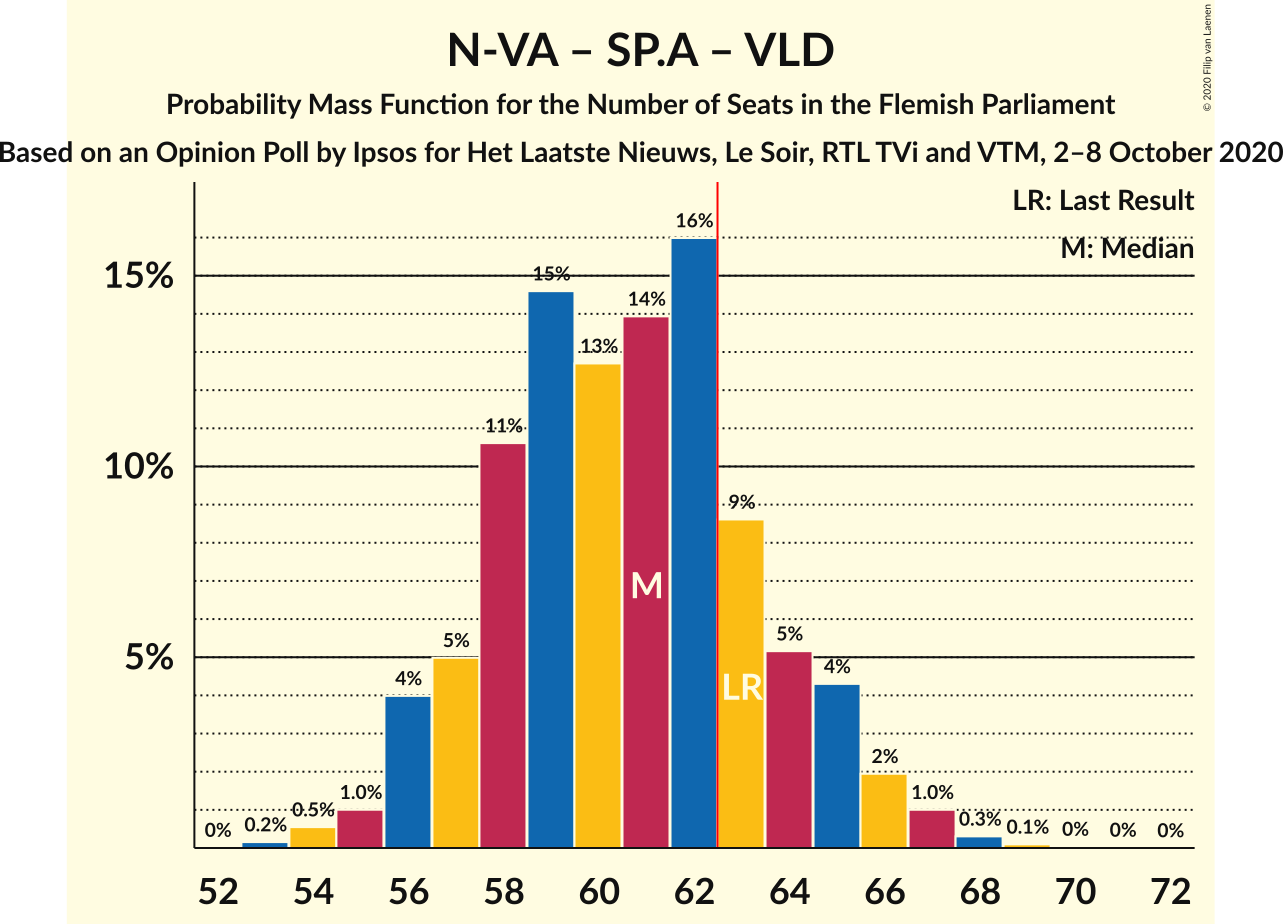 N-VA – SP.A – VLD
Probability Mass Function for the Number of Seats in the Flemish Parliament
Based on an Opinion Poll by Ipsos for Het Laatste Nieuws, Le Soir, RTL TVi and VTM, 2–8 October 2020
© 2020 Filip van Laenen
LR: Last Result
M: Median
15%
10%
5%
0%
0.2%
0.5%
1.0%
4%
5%
11%
15%
13%
14%
16%
9%
5%
4%
2%
1.0%
0.3%
0.1%
0%
0%
0%
M
LR
52 54 56 58 60 62 64 66 68 70 72